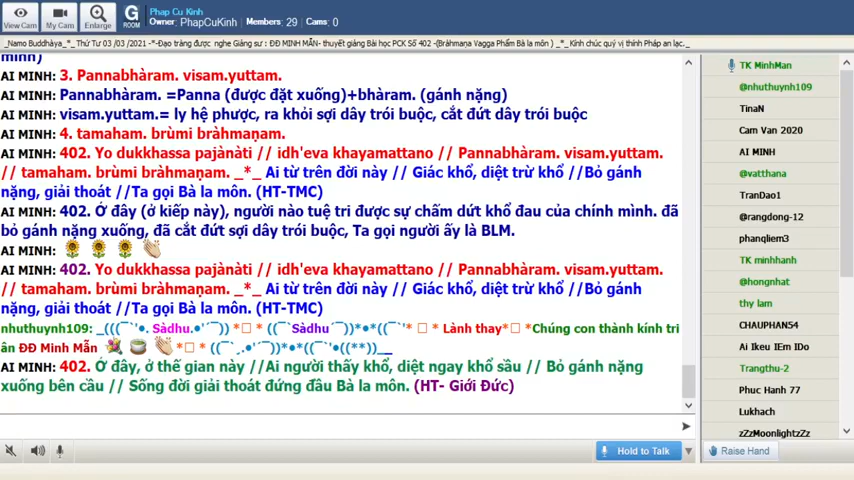 Phap Cu Kinh
Owner: PhapCuKinh | Members: 29 | Cams: 0
View Cam
My Cam
Enlarge
G
ROOM
_Namo Buddhàya_*_ Thứ Tư 03 /03 /2021 -*-Đạo tràng được nghe Giảng sư : ĐĐ MINH MẪN- thuyết giảng Bài học PCK Số 402 -(Bràhmaṇa Vagga Phẩm Bà la môn ) _*_ Kính chúc quý vị thính Pháp an lạc._
minh)
AI MINH: 3. Pannabhàram. visam.yuttam.
AI MINH: Pannabhàram. =Panna (được đặt xuống)+bhàram. (gánh nặng)
AI MINH: visam.yuttam.= ly hệ phược, ra khỏi sợi dây trói buộc, cắt đứt dây trói buộc
AI MINH: 4. tamaham. brùmi bràhmaṇam.
AI MINH: 402. Yo dukkhassa pajànàti // idh'eva khayamattano // Pannabhàram. visam.yuttam.
// tamaham. brùmi bràhmaṇam. _*_ Ai từ trên đời này // Giác khổ, diệt trừ khổ //Bỏ gánh
nặng, giải thoát //Ta gọi Bà la môn. (HT-TMC)
AI MINH: 402. Ở đây (ở kiếp này), người nào tuệ tri được sự chấm dứt khổ đau của chính mình. đã
bỏ gánh nặng xuống, đã cắt đứt sợi dây trói buộc, Ta gọi người ấy là BLM.
AI MINH:
AI MINH: 402. Yo dukkhassa pajànàti // idh'eva khayamattano // Pannabhàram. visam.yuttam.
// tamaham. brùmi bràhmaṇam. _*_ Ai từ trên đời này // Giác khổ, diệt trừ khổ //Bỏ gánh
nặng, giải thoát //Ta gọi Bà la môn. (HT-TMC)
nhuthuynh109: _(((¯`'•. Sàdhu.•'´¯)) *□ * ((¯`Sàdhu´¯))*•*((¯`'* □ * Lành thay*□ *Chúng con thành kính tri
ân ĐĐ Minh Mẫn *□ * ((¯`´.•'´¯))*•*((¯`'•((**))__
AI MINH: 402. Ở đây, ở thế gian này //Ai người thấy khổ, diệt ngay khổ sầu // Bỏ gánh nặng
xuống bên cầu // Sống đời giải thoát đứng đầu Bà la môn. (HT- Giới Đức)
Hold to Talk
Raise Hand
TK MinhMan
@nhuthuynh109
TinaN
Cam Van 2020
AI MINH
@vatthana
TranDao1
@rangdong-12
phanqliem3
TK minhhanh
@hongnhat
thy lam
CHAUPHAN54
Ai Ikeu IEm IDo
Trangthu-2
Phuc Hanh 77
Lukhach
zZzMoonlightzZz